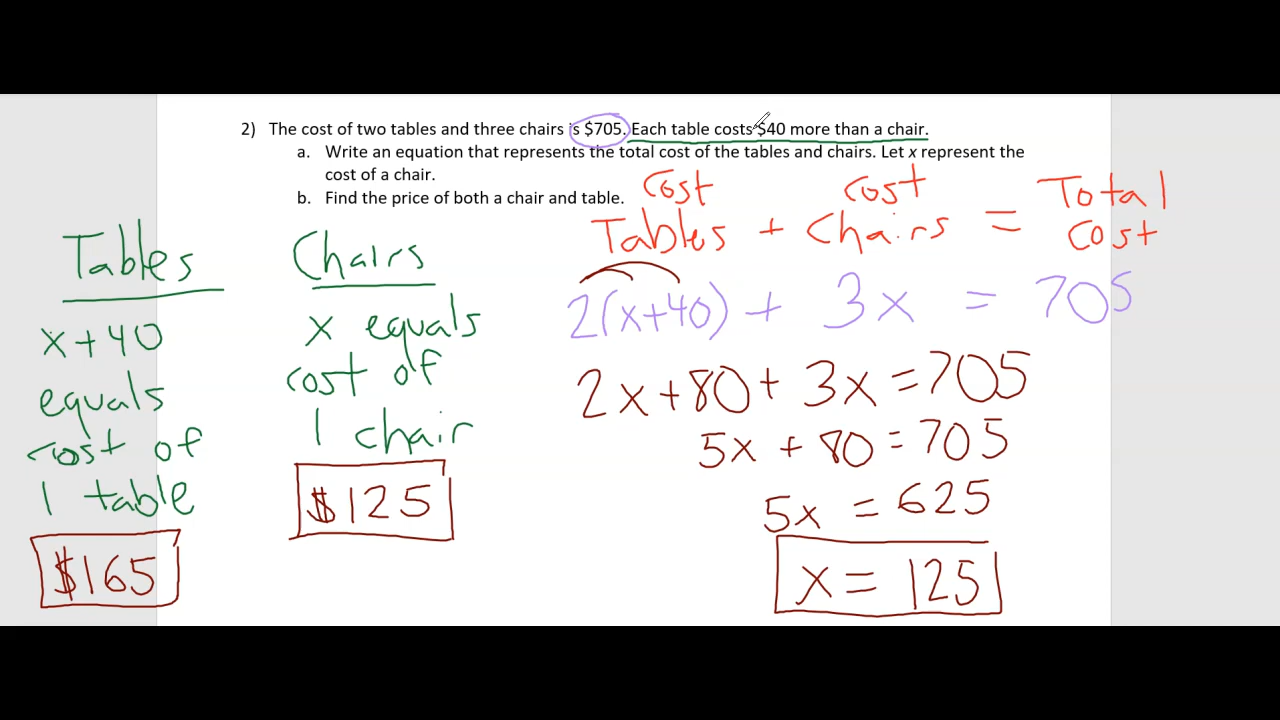 2) The cost of two tables and three chairs is $705. Each table costs $40 more than a chair.
a. Write an equation that represents the total cost of the tables and chairs. Let x represent the
cost of a chair.
b. Find the price of both a chair and table.
Tables
x+40
equals
cost of
1 table
$165
Chairs
x equals
cost of
1 chair
$125
cost cost Total
Tables + Chairs = cost
2(x+40) + 3x = 705
2x+80+ 3x =705
5x + 80 = 705
5x = 625
x = 125